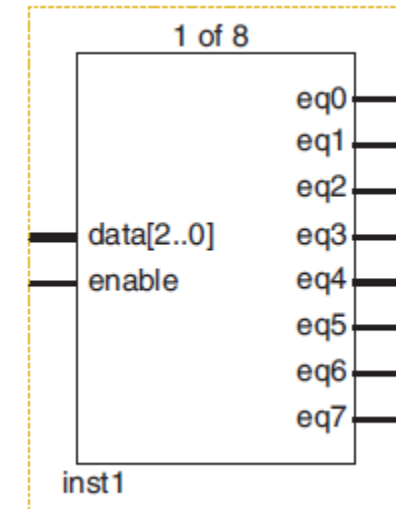 1 of 8
eq0
eq1
eq2
data[2..0] eq3
enable eq4
eq5
eq6
eq7
inst1